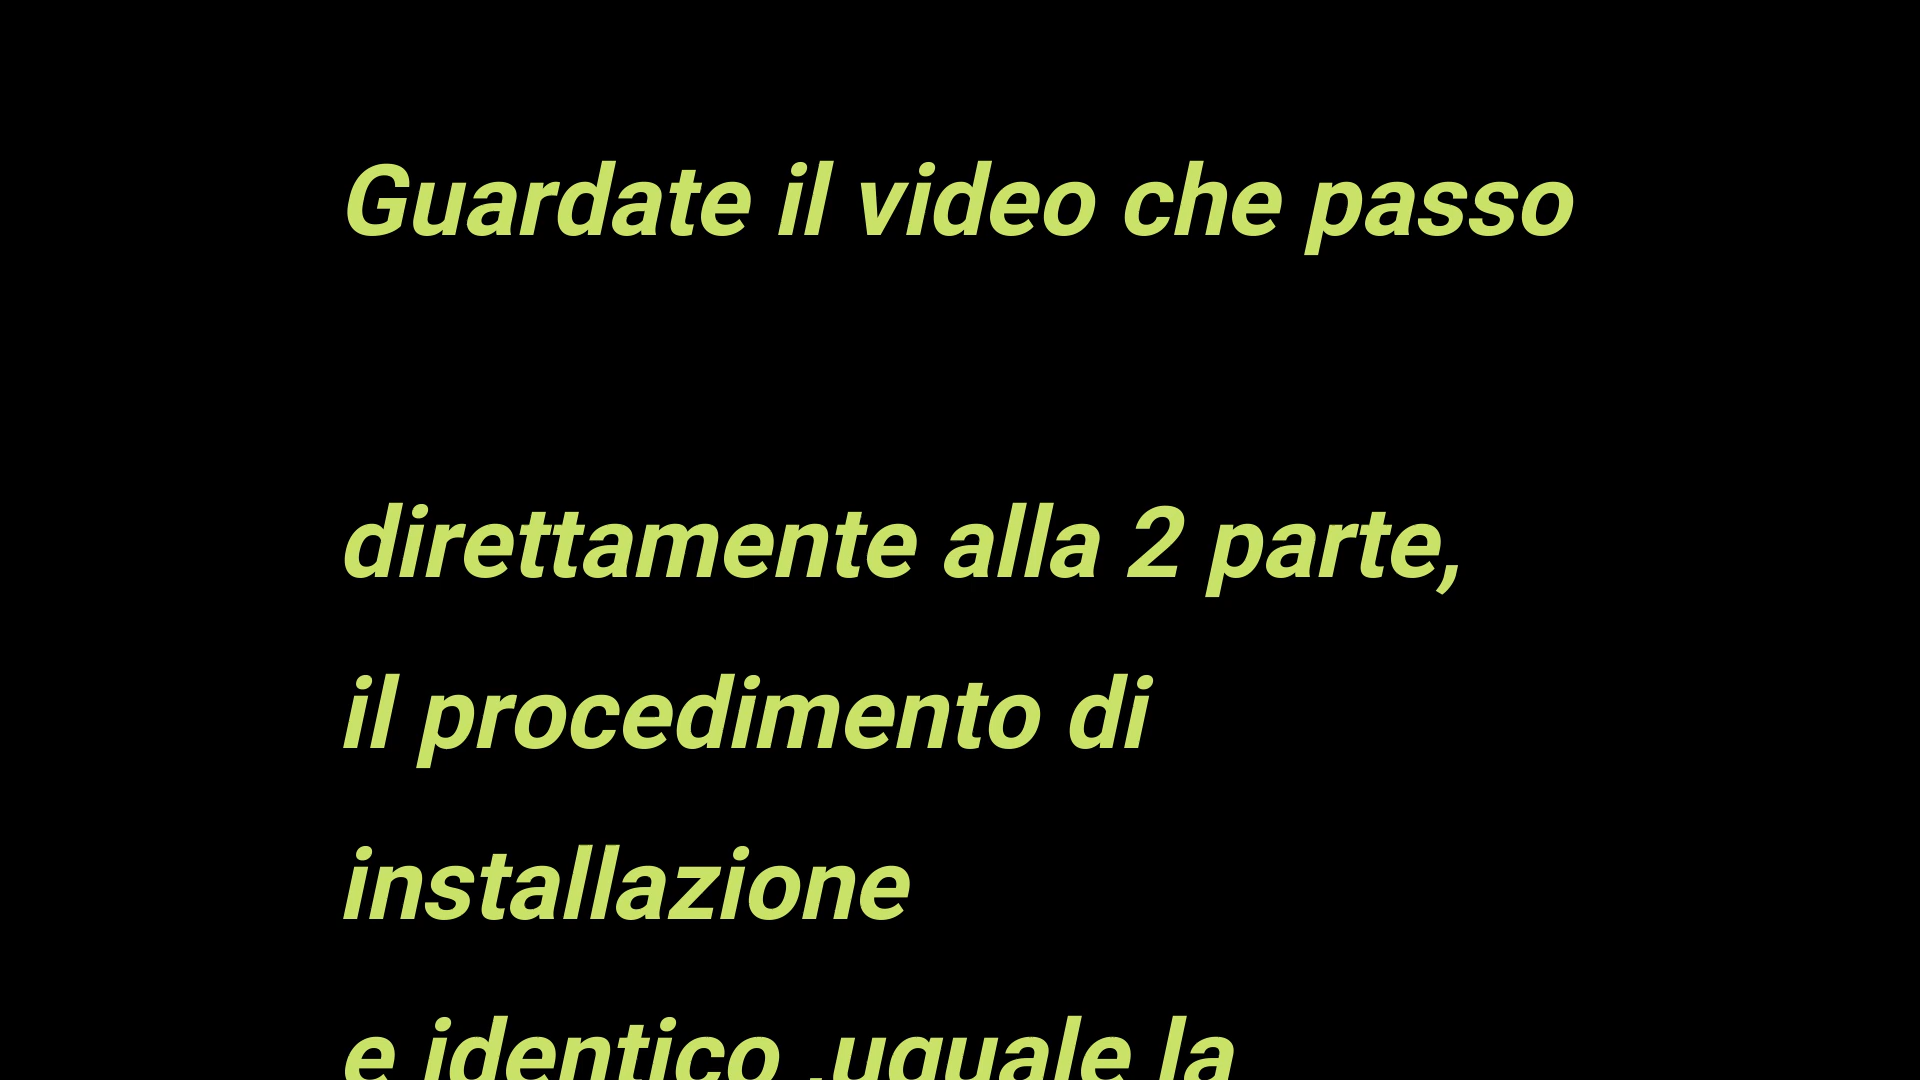 Guardate il video che passo
direttamente alla 2 parte,
il procedimento di
installazione
e identico ,uguale la